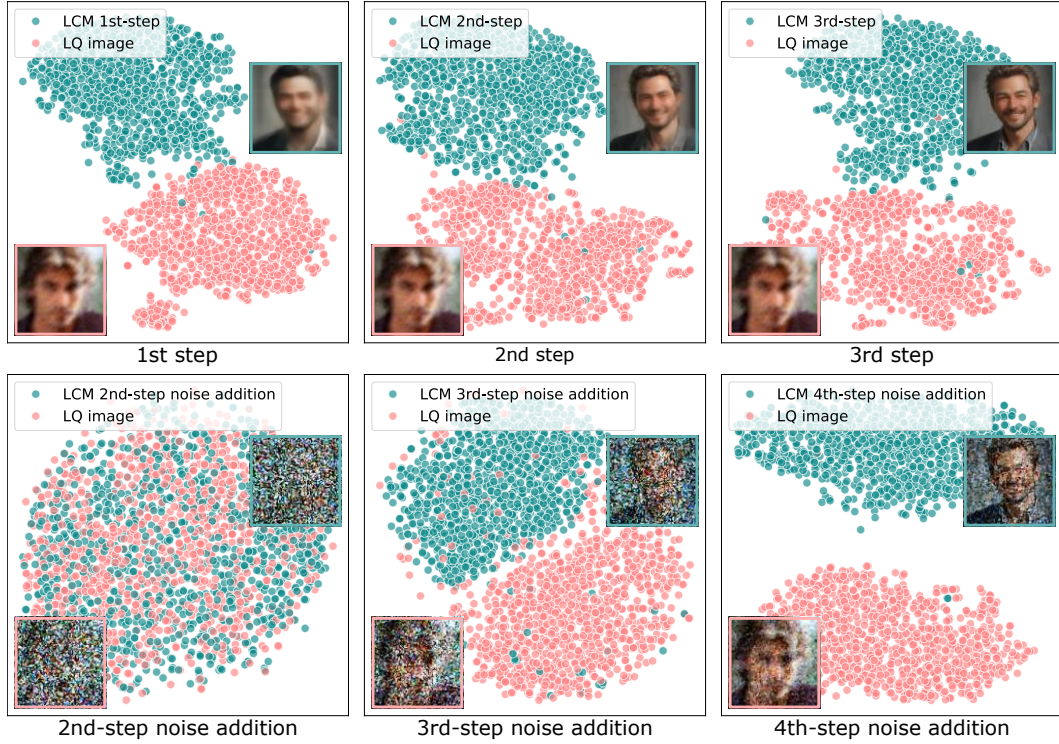 LCM 1st-step
LQ image
LCM 2nd-step
LQ image
LCM 3rd-step
LQ image
1st step
2nd step
3rd step
LCM 2nd-step noise addition
LQ image
LCM 3rd-step noise addition
LQ image
LCM 4th-step noise addition
LQ image
2nd-step noise addition
3rd-step noise addition
4th-step noise addition